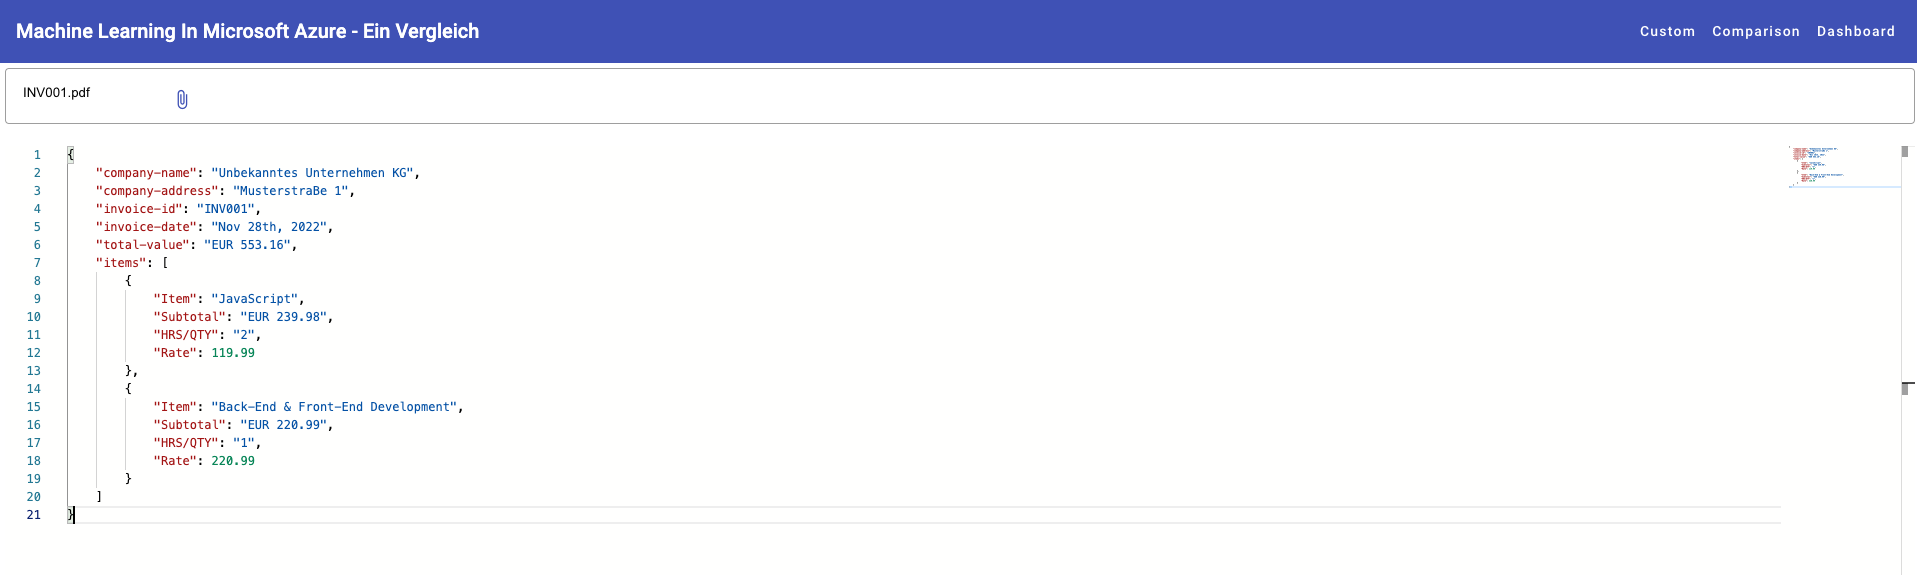 Machine Learning In Microsoft Azure - Ein Vergleich
Custom Comparison Dashboard
INV001.pdf
1 {
2 "company-name": "Unbekanntes Unternehmen KG",
3 "company-address": "MusterstraBe 1",
4 "invoice-id": "INV001",
5 "invoice-date": "Nov 28th, 2022",
6 "total-value": "EUR 553.16",
7 "items": [
8 {
9 "Item": "JavaScript",
10 "Subtotal": "EUR 239.98",
11 "HRS/QTY": "2",
12 "Rate": 119.99
13 },
14 {
15 "Item": "Back-End & Front-End Development",
16 "Subtotal": "EUR 220.99",
17 "HRS/QTY": "1",
18 "Rate": 220.99
19 }
20 ]
21 }